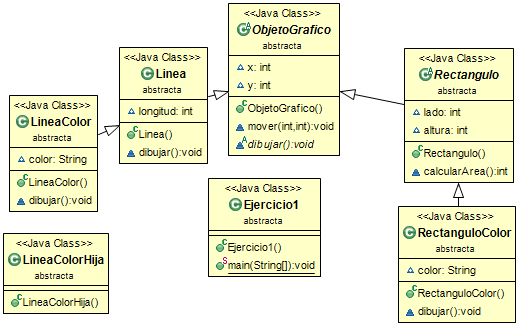 <<Java Class>>
ObjetoGrafico
abstracta
x: int
y: int
ObjetoGrafico()
mover(int,int):void
dibujar():void
<<Java Class>>
Linea
abstracta
longitud: int
Linea()
dibujar():void
<<Java Class>>
Rectangulo
abstracta
lado: int
altura: int
Rectangulo()
calcularArea():int
<<Java Class>>
LineaColor
abstracta
color: String
LineaColor()
dibujar():void
<<Java Class>>
Ejercicio1
abstracta
Ejercicio1()
main(String[]):void
<<Java Class>>
RectanguloColor
abstracta
color: String
RectanguloColor()
dibujar():void
<<Java Class>>
LineaColorHija
abstracta
LineaColorHija()